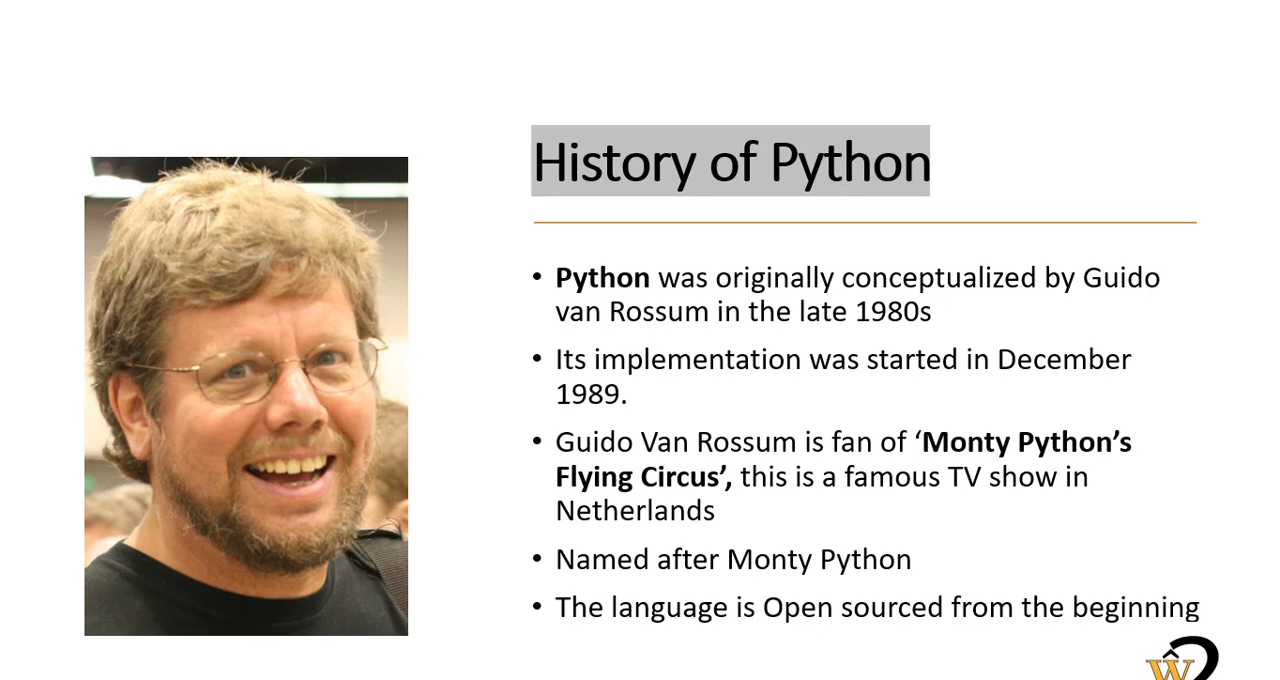 History of Python
• Python was originally conceptualized by Guido
van Rossum in the late 1980s
• Its implementation was started in December
1989.
• Guido Van Rossum is fan of ‘Monty Python’s
Flying Circus’, this is a famous TV show in
Netherlands
• Named after Monty Python
• The language is Open sourced from the beginning